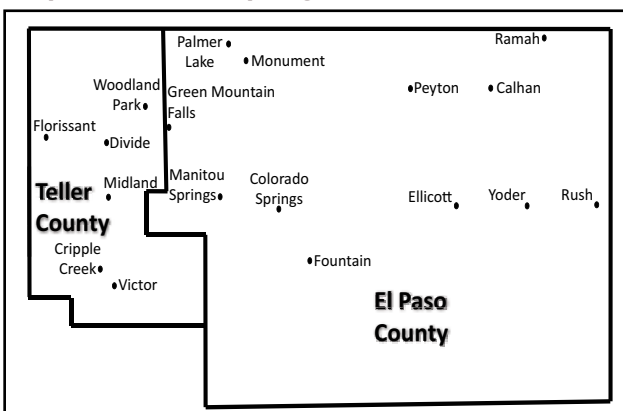 Palmer
Lake
Monument
Ramah
Woodland
Park
Green Mountain
Falls
Peyton
Calhan
Florissant
Divide
Teller
County
Midland
Manitou
Springs
Colorado
Springs
Ellicott
Yoder
Rush
Cripple
Creek
Victor
Fountain
El Paso
County